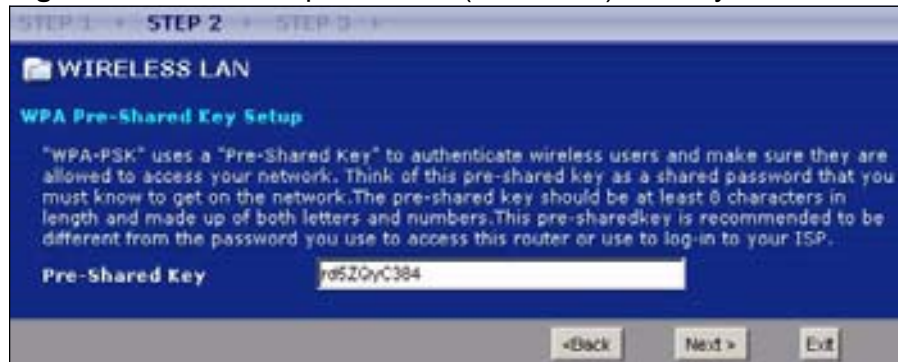 STEP 1 STEP 2 STEP 3
WIRELESS LAN
WPA Pre-Shared Key Setup
"WPA-PSK" uses a "Pre-Shared Key" to authenticate wireless users and make sure they are
allowed to access your network. Think of this pre-shared key as a shared password that you
must know to get on the network.The pre-shared key should be at least 8 characters in
length and made up of both letters and numbers.This pre-sharedkey is recommended to be
different from the password you use to access this router or use to log-in to your ISP.
Pre-Shared Key
<Back Next > Exit